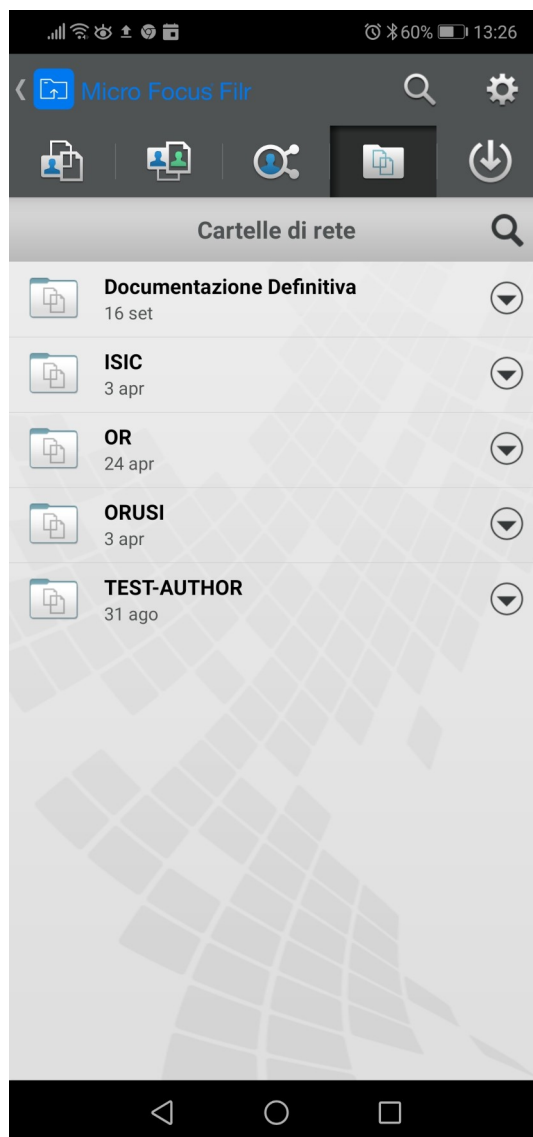 60% 13:26
Micro Focus Filr
Cartelle di rete
Documentazione Definitiva
16 set
ISIC
3 apr
OR
24 apr
ORUSI
3 apr
TEST-AUTHOR
31 ago